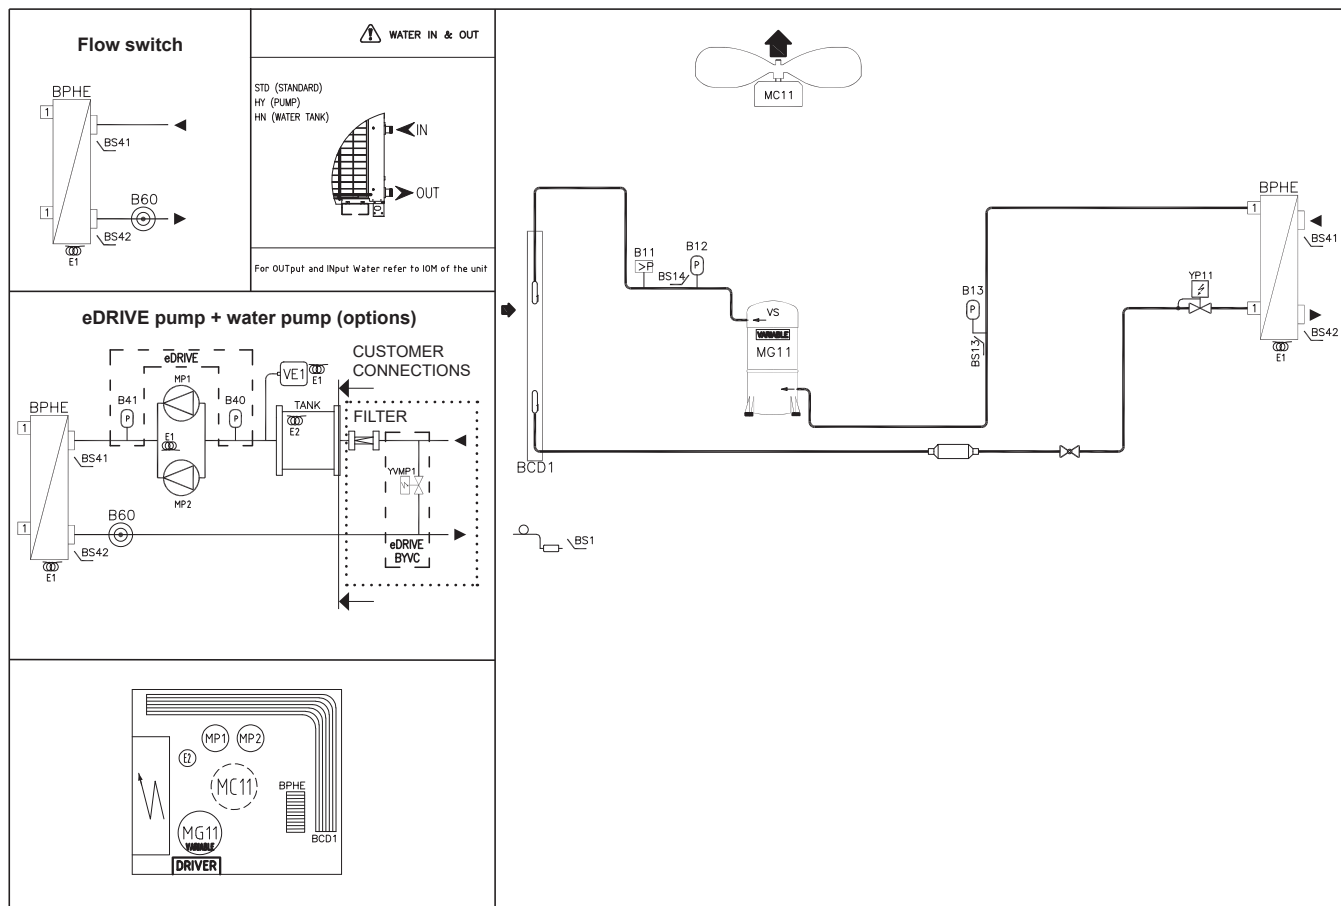 Flow switch
BPHE
1
BS41
1
B60
BS42
E1
WATER IN & OUT
STD (STANDARD)
HY (PUMP)
HN (WATER TANK)
IN
OUT
For OUTput and INput Water refer to IOM of the unit
eDRIVE pump + water pump (options)
eDRIVE
CUSTOMER
CONNECTIONS
MP1
VE1
E1
B41
P
B40
P
BPHE
TANK
FILTER
1
E1
E2
BS41
YVMP1
MP2
B60
1
BS42
eDRIVE
BYVC
E1
MP1
MP2
E2
MC11
BPHE
MG11
VARIABLE
BCD1
DRIVER
MC11
BPHE
1
BS41
B11
>P
B12
P
BS14
YP11
B13
P
VS
VARIABLE
MG11
BS13
1
BS42
E1
BCD1
BS1